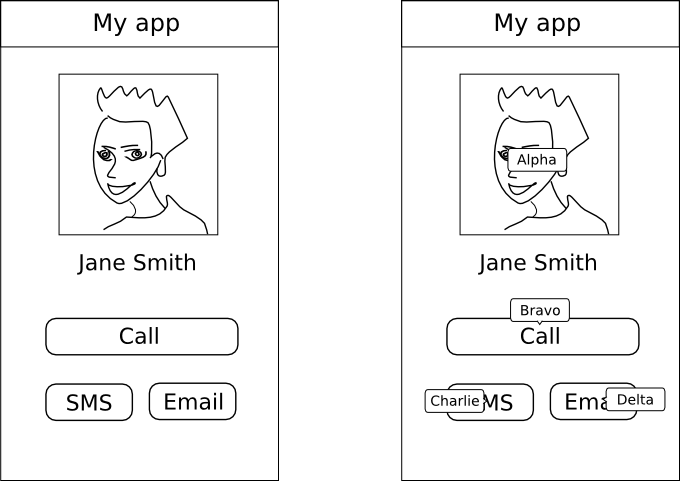 My app
Jane Smith
Call
SMS
Email
My app
Alpha
Jane Smith
Bravo
Call
Charlie
MS
Ema
Delta